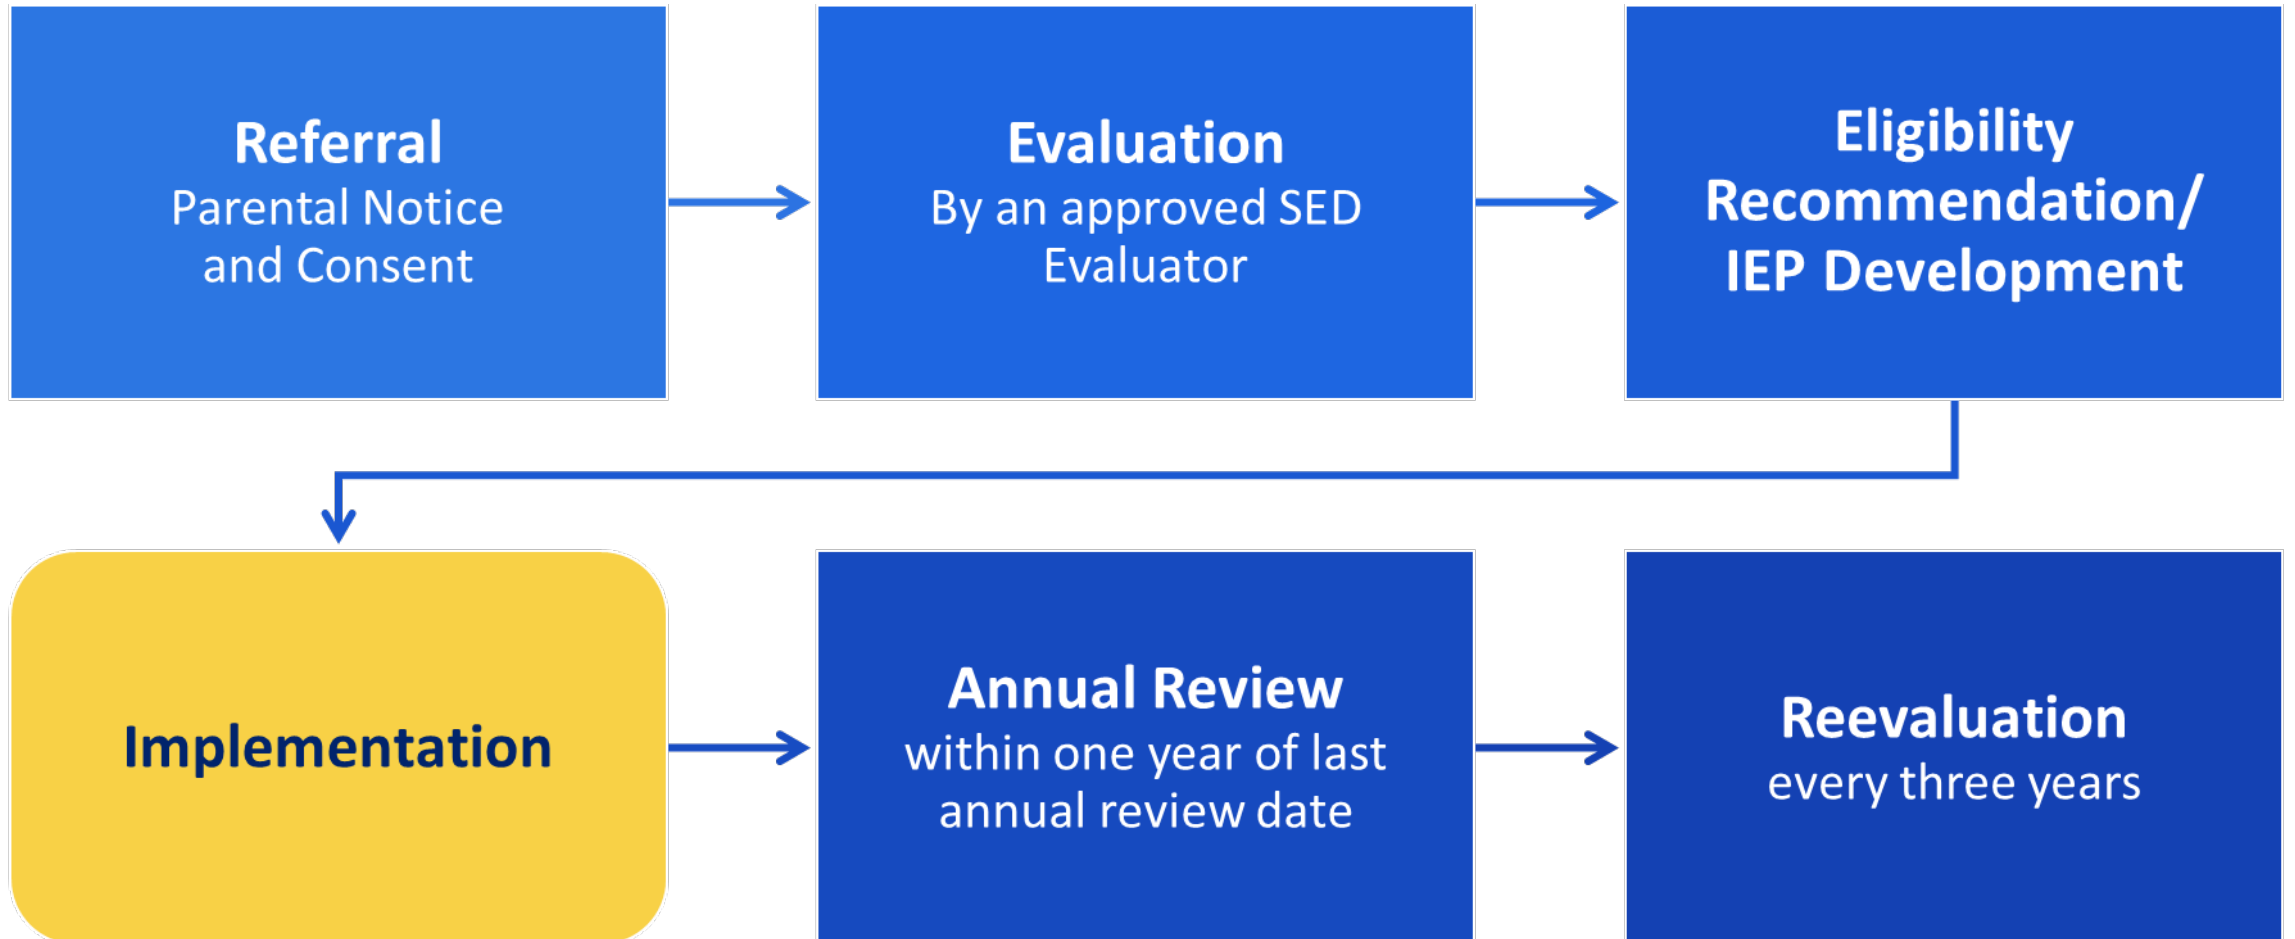 Referral
Parental Notice
and Consent
Evaluation
By an approved SED
Evaluator
Eligibility
Recommendation/
IEP Development
Implementation
Annual Review
within one year of last
annual review date
Reevaluation
every three years